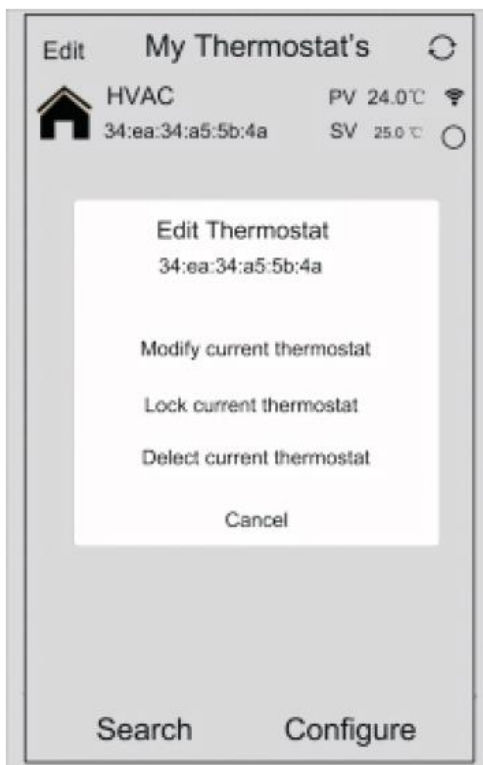 Edit My Thermostat's
HVAC PV 24.0℃
34:ea:34:a5:5b:4a SV 25.0℃
Edit Thermostat
34:ea:34:a5:5b:4a
Modify current thermostat
Lock current thermostat
Delect current thermostat
Cancel
Search Configure